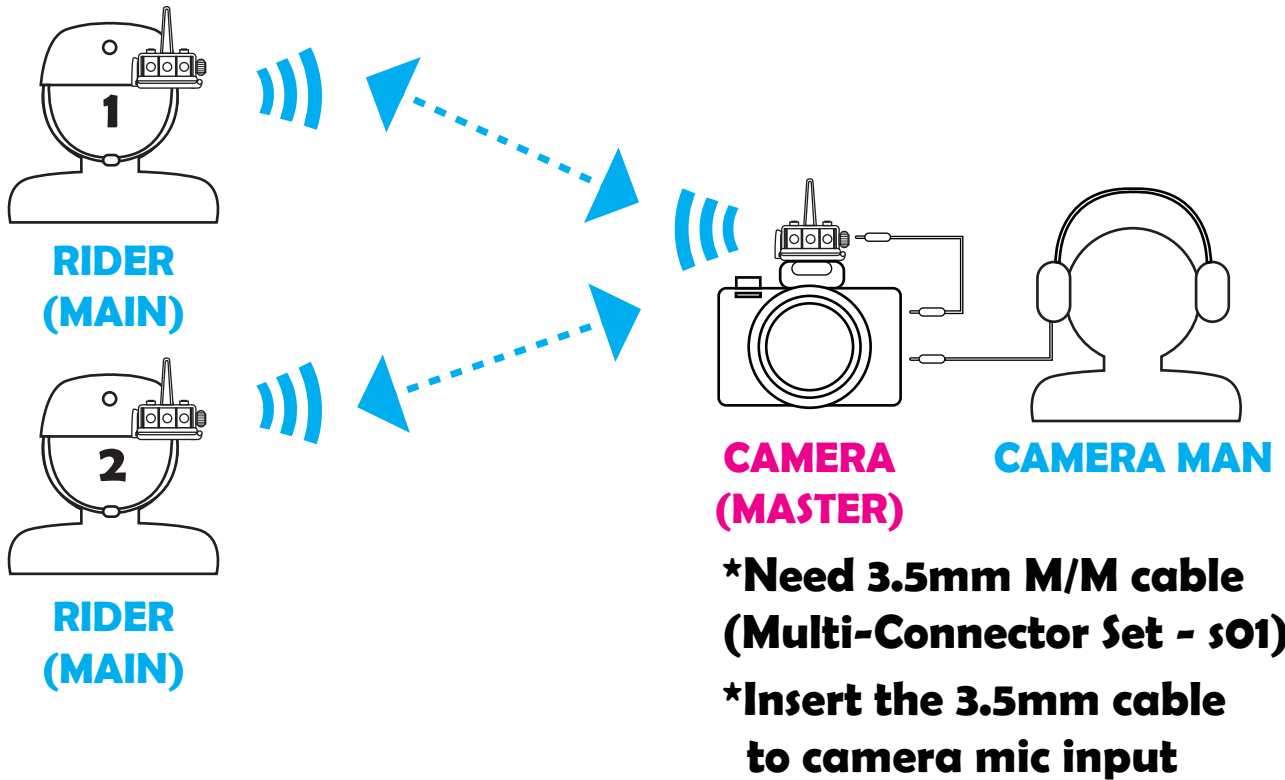 1
RIDER
(MAIN)
2
RIDER
(MAIN)
CAMERA
(MASTER)
CAMERA MAN
*Need 3.5mm M/M cable
(Multi-Connector Set - s01)
*Insert the 3.5mm cable
to camera mic input